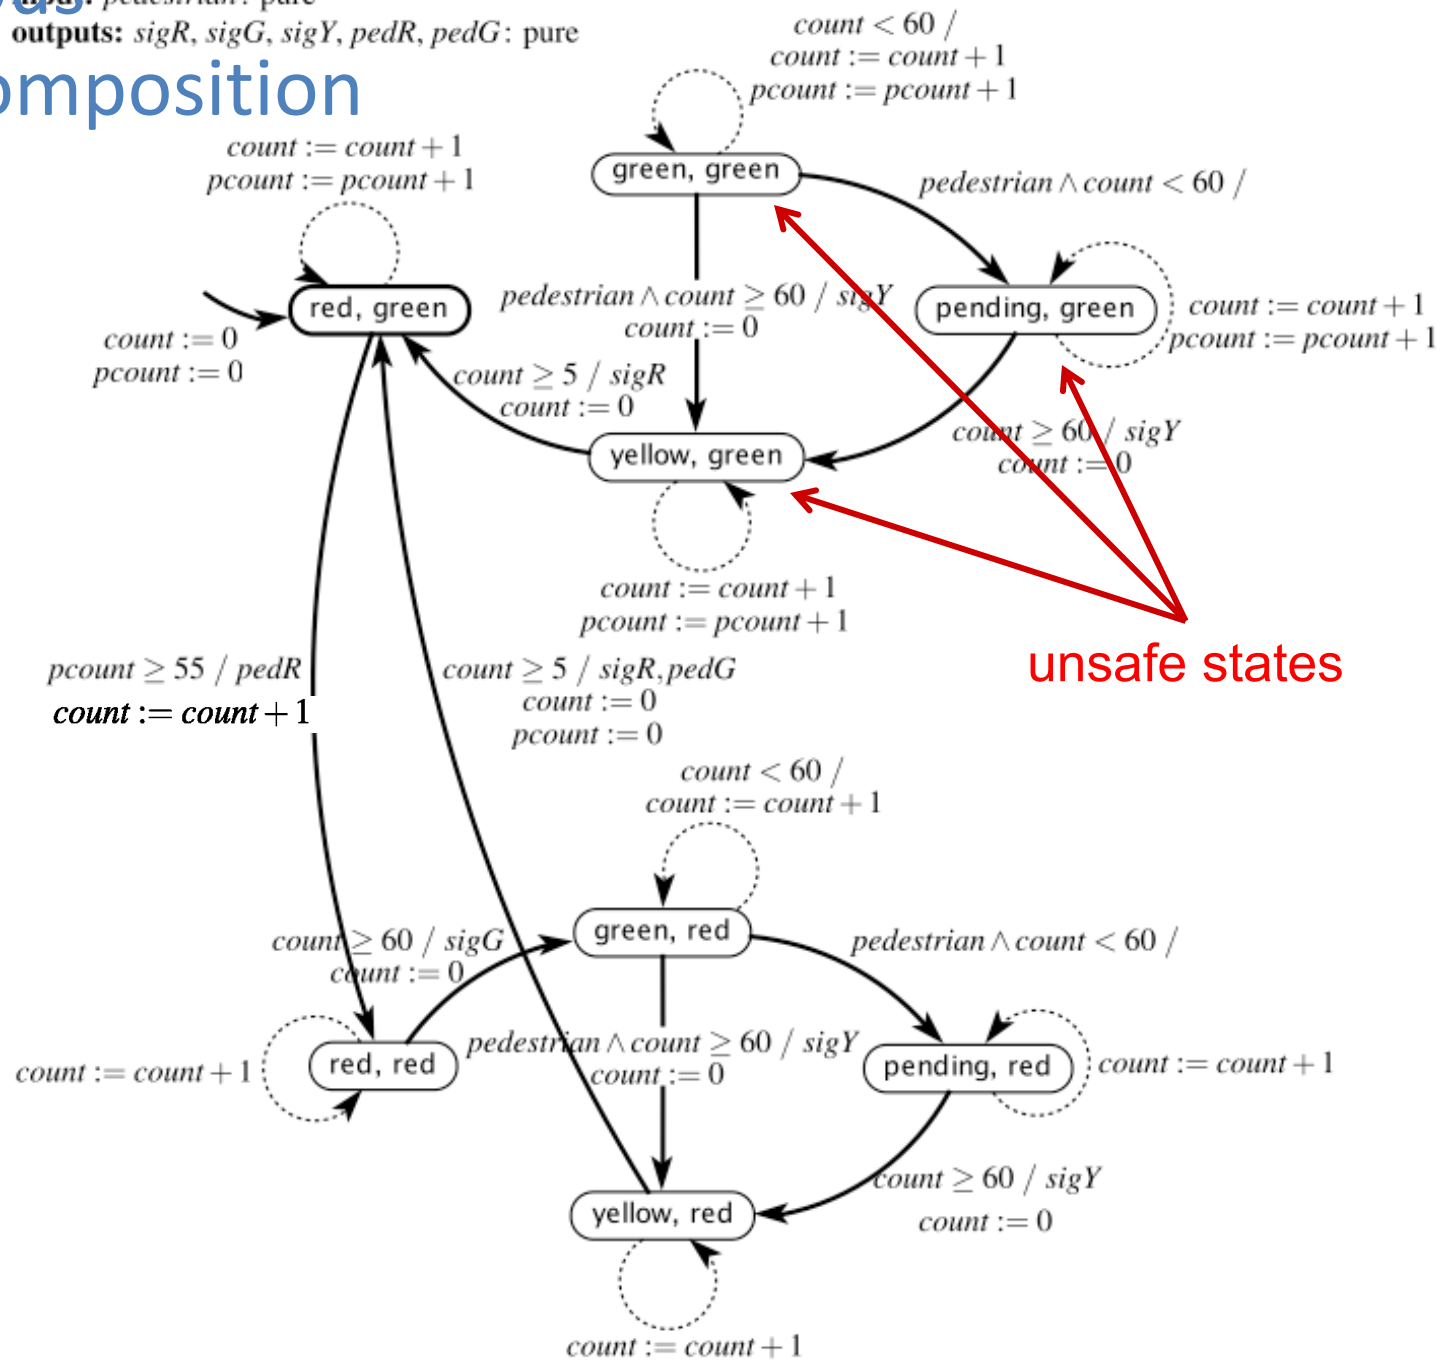 outputs: sigR, sigG, sigY, pedR, pedG: pure
count < 60 /
count := count + 1
pcount := pcount + 1
count := count + 1
pcount := pcount + 1
green, green
pedestrian ∧ count < 60 /
red, green
pedestrian ∧ count ≥ 60 / sigY
count := 0
pending, green
count := count + 1
pcount := pcount + 1
count := 0
pcount := 0
count ≥ 5 / sigR
count := 0
yellow, green
count ≥ 60 / sigY
count := 0
count := count + 1
pcount := pcount + 1
unsafe states
pcount ≥ 55 / pedR
count := count + 1
count ≥ 5 / sigR, pedG
count := 0
pcount := 0
count < 60 /
count := count + 1
green, red
pedestrian ∧ count < 60 /
count ≥ 60 / sigG
count := 0
red, red
count := count + 1
pedestrian ∧ count ≥ 60 / sigY
count := 0
pending, red
count := count + 1
yellow, red
count ≥ 60 / sigY
count := 0
count := count + 1